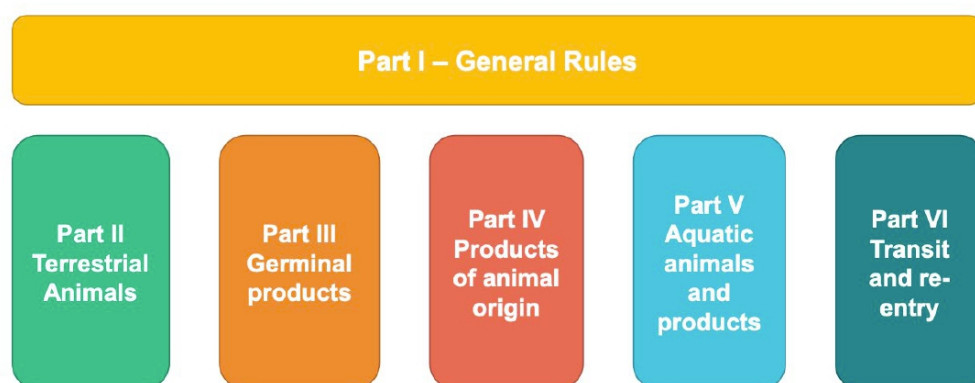 Part I – General Rules
Part II
Terrestrial
Animals
Part III
Germinal
products
Part IV
Products
of animal
origin
Part V
Aquatic
animals
and
products
Part VI
Transit
and re-
entry